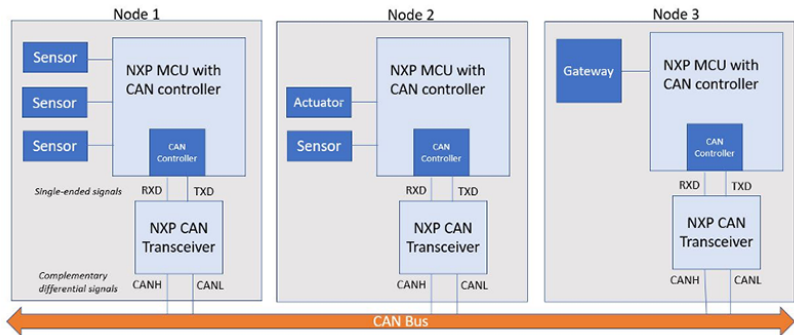 Node 1
Sensor
Sensor
Sensor
NXP MCU with
CAN controller
CAN
Controller
Single-ended signals
RXD
TXD
NXP CAN
Transceiver
Complementary
differential signals
CANH
CANL
Node 2
Actuator
Sensor
NXP MCU with
CAN controller
CAN
Controller
RXD
TXD
NXP CAN
Transceiver
CANH
CANL
Node 3
Gateway
NXP MCU with
CAN controller
CAN
Controller
RXD
TXD
NXP CAN
Transceiver
CANH
CANL
CAN Bus